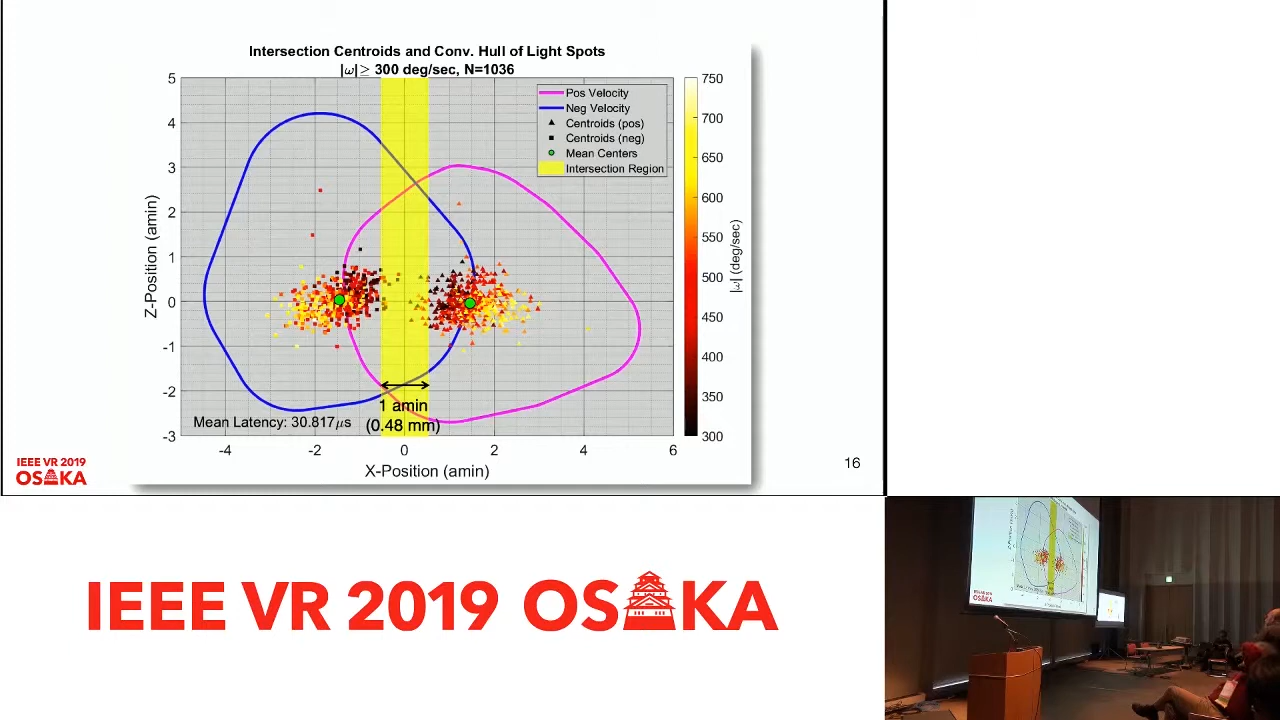 Intersection Centroids and Conv. Hull of Light Spots
|ω| ≥ 300 deg/sec, N=1036
Pos Velocity
Neg Velocity
Centroids (pos)
Centroids (neg)
Mean Centers
Intersection Region
5
4
3
2
1
0
-1
-2
-3
Z-Position (amin)
-4
-2
0
2
4
6
X-Position (amin)
1 amin
(0.48 mm)
Mean Latency: 30.817μs
750
700
650
600
550
500
450
400
350
300
|ω| (deg/sec)
IEEE VR 2019
OSAKA
16
IEEE VR 2019 OSAKA